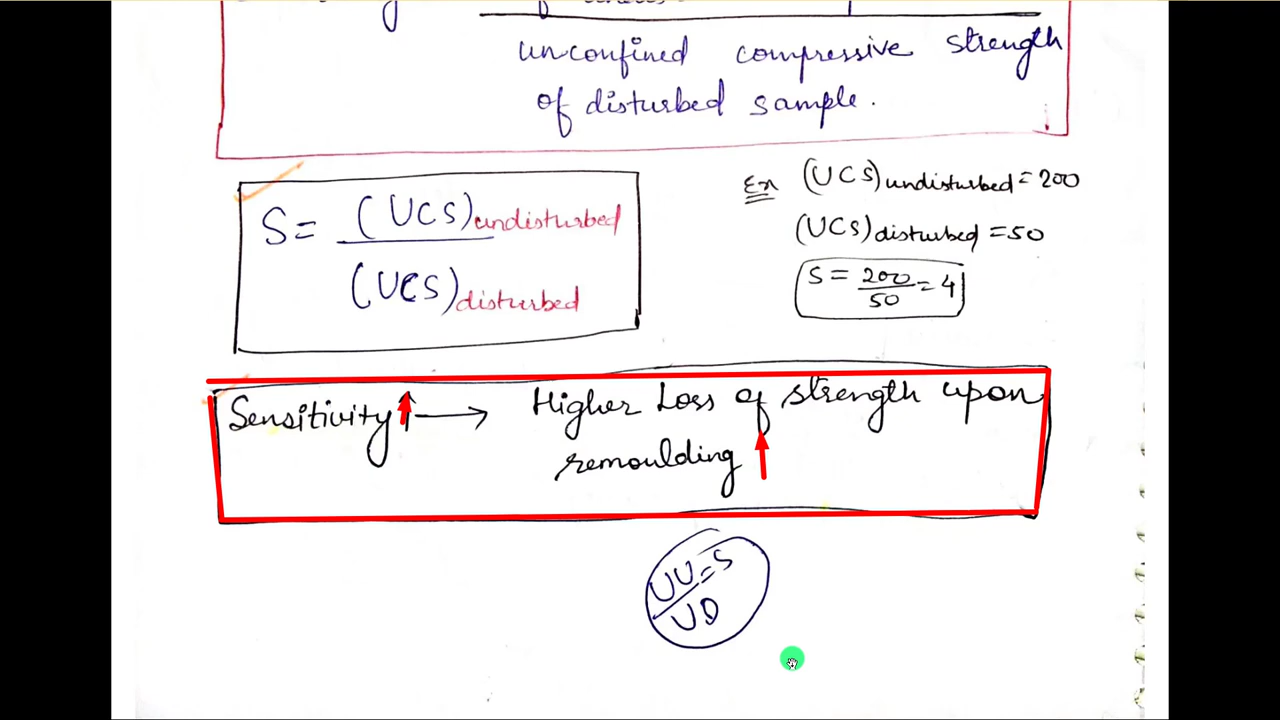 unconfined compressive strength
of disturbed sample.
S = (UCS)undisturbed
(UCS)disturbed
Ex (UCS)undisturbed = 200
(UCS)disturbed = 50
S = 200/50 = 4
Sensitivity ↑ → Higher Loss of strength upon
remoulding
UU = S
UD